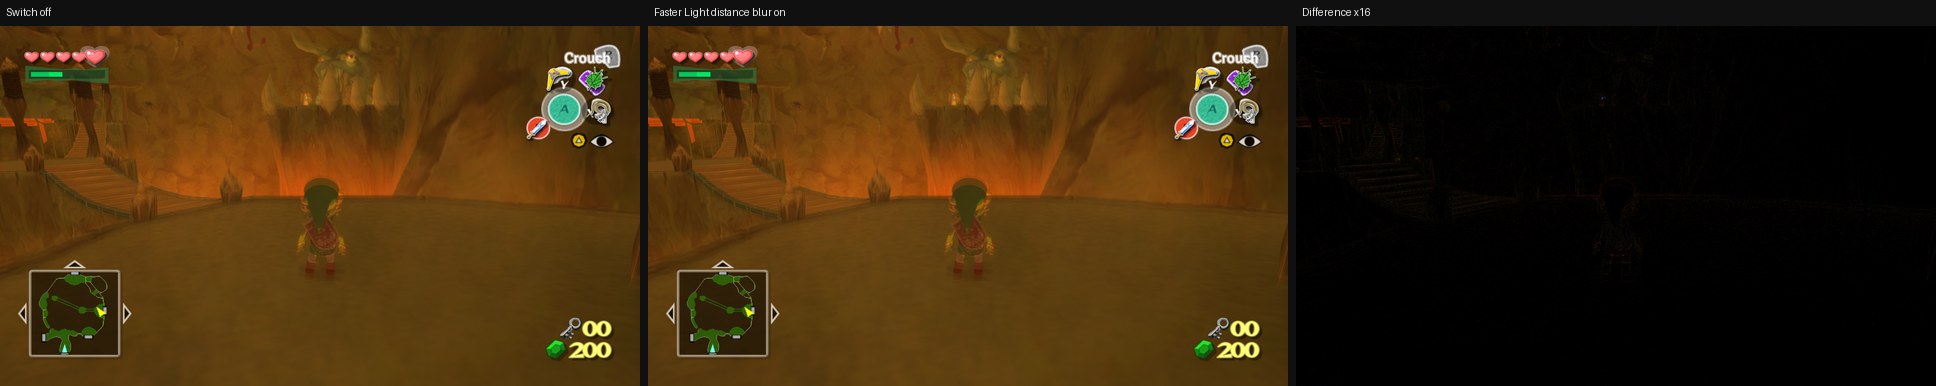 Switch off
Faster Light distance blur on
Difference x16
Crouch
Y
A
00
200
Crouch
Y
A
00
200